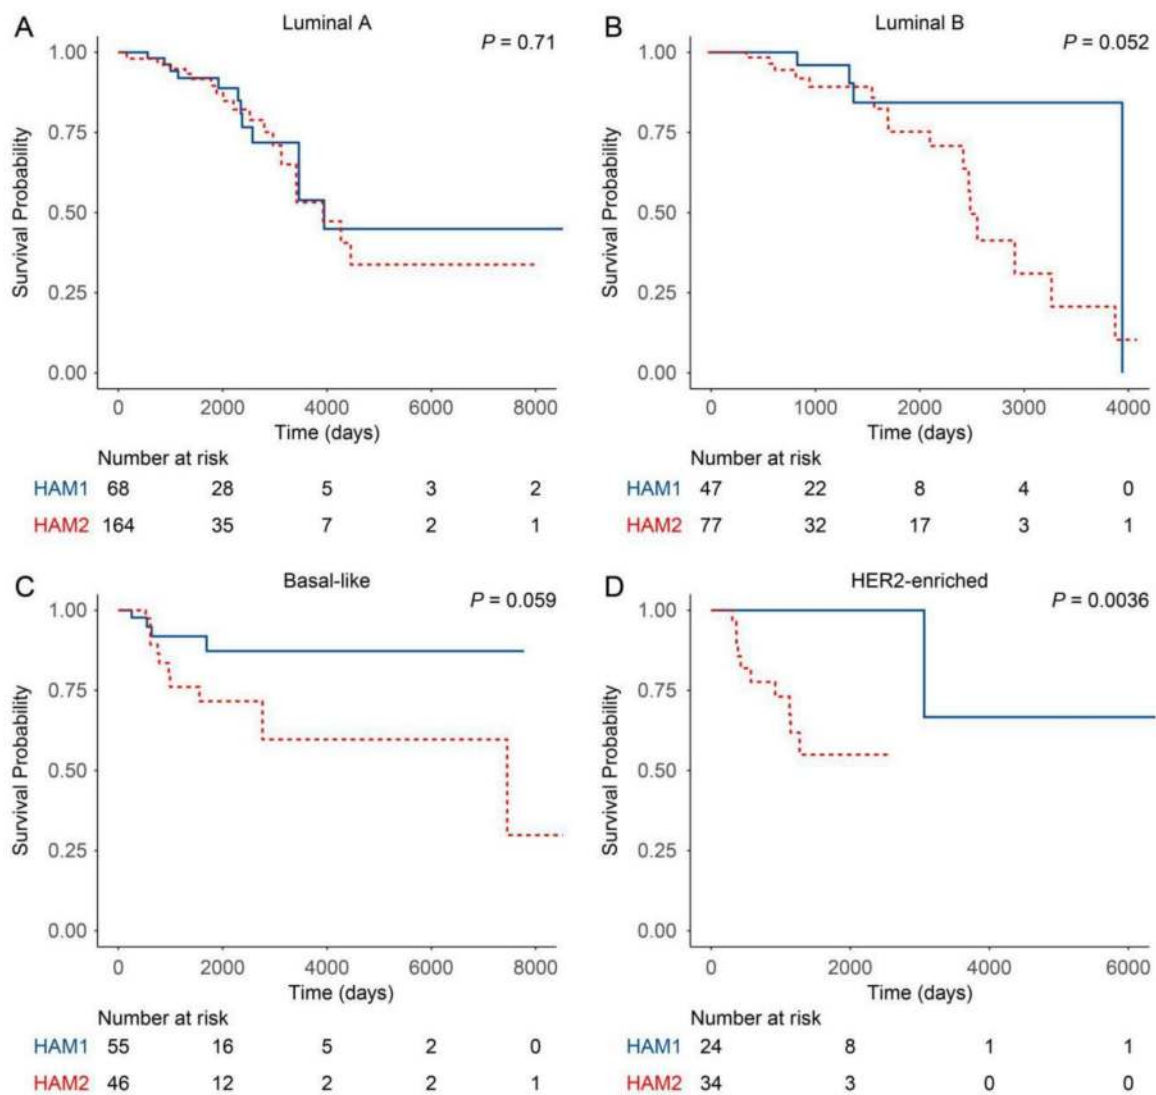 A
Luminal A
P = 0.71
Survival Probability
1.00
0.75
0.50
0.25
0.00
0 2000 4000 6000 8000
Time (days)
Number at risk
HAM1 68 28 5 3 2
HAM2 164 35 7 2 1
B
Luminal B
P = 0.052
Survival Probability
1.00
0.75
0.50
0.25
0.00
0 1000 2000 3000 4000
Time (days)
Number at risk
HAM1 47 22 8 4 0
HAM2 77 32 17 3 1
C
Basal-like
P = 0.059
Survival Probability
1.00
0.75
0.50
0.25
0.00
0 2000 4000 6000 8000
Time (days)
Number at risk
HAM1 55 16 5 2 0
HAM2 46 12 2 2 1
D
HER2-enriched
P = 0.0036
Survival Probability
1.00
0.75
0.50
0.25
0.00
0 2000 4000 6000
Time (days)
Number at risk
HAM1 24 8 1 1
HAM2 34 3 0 0